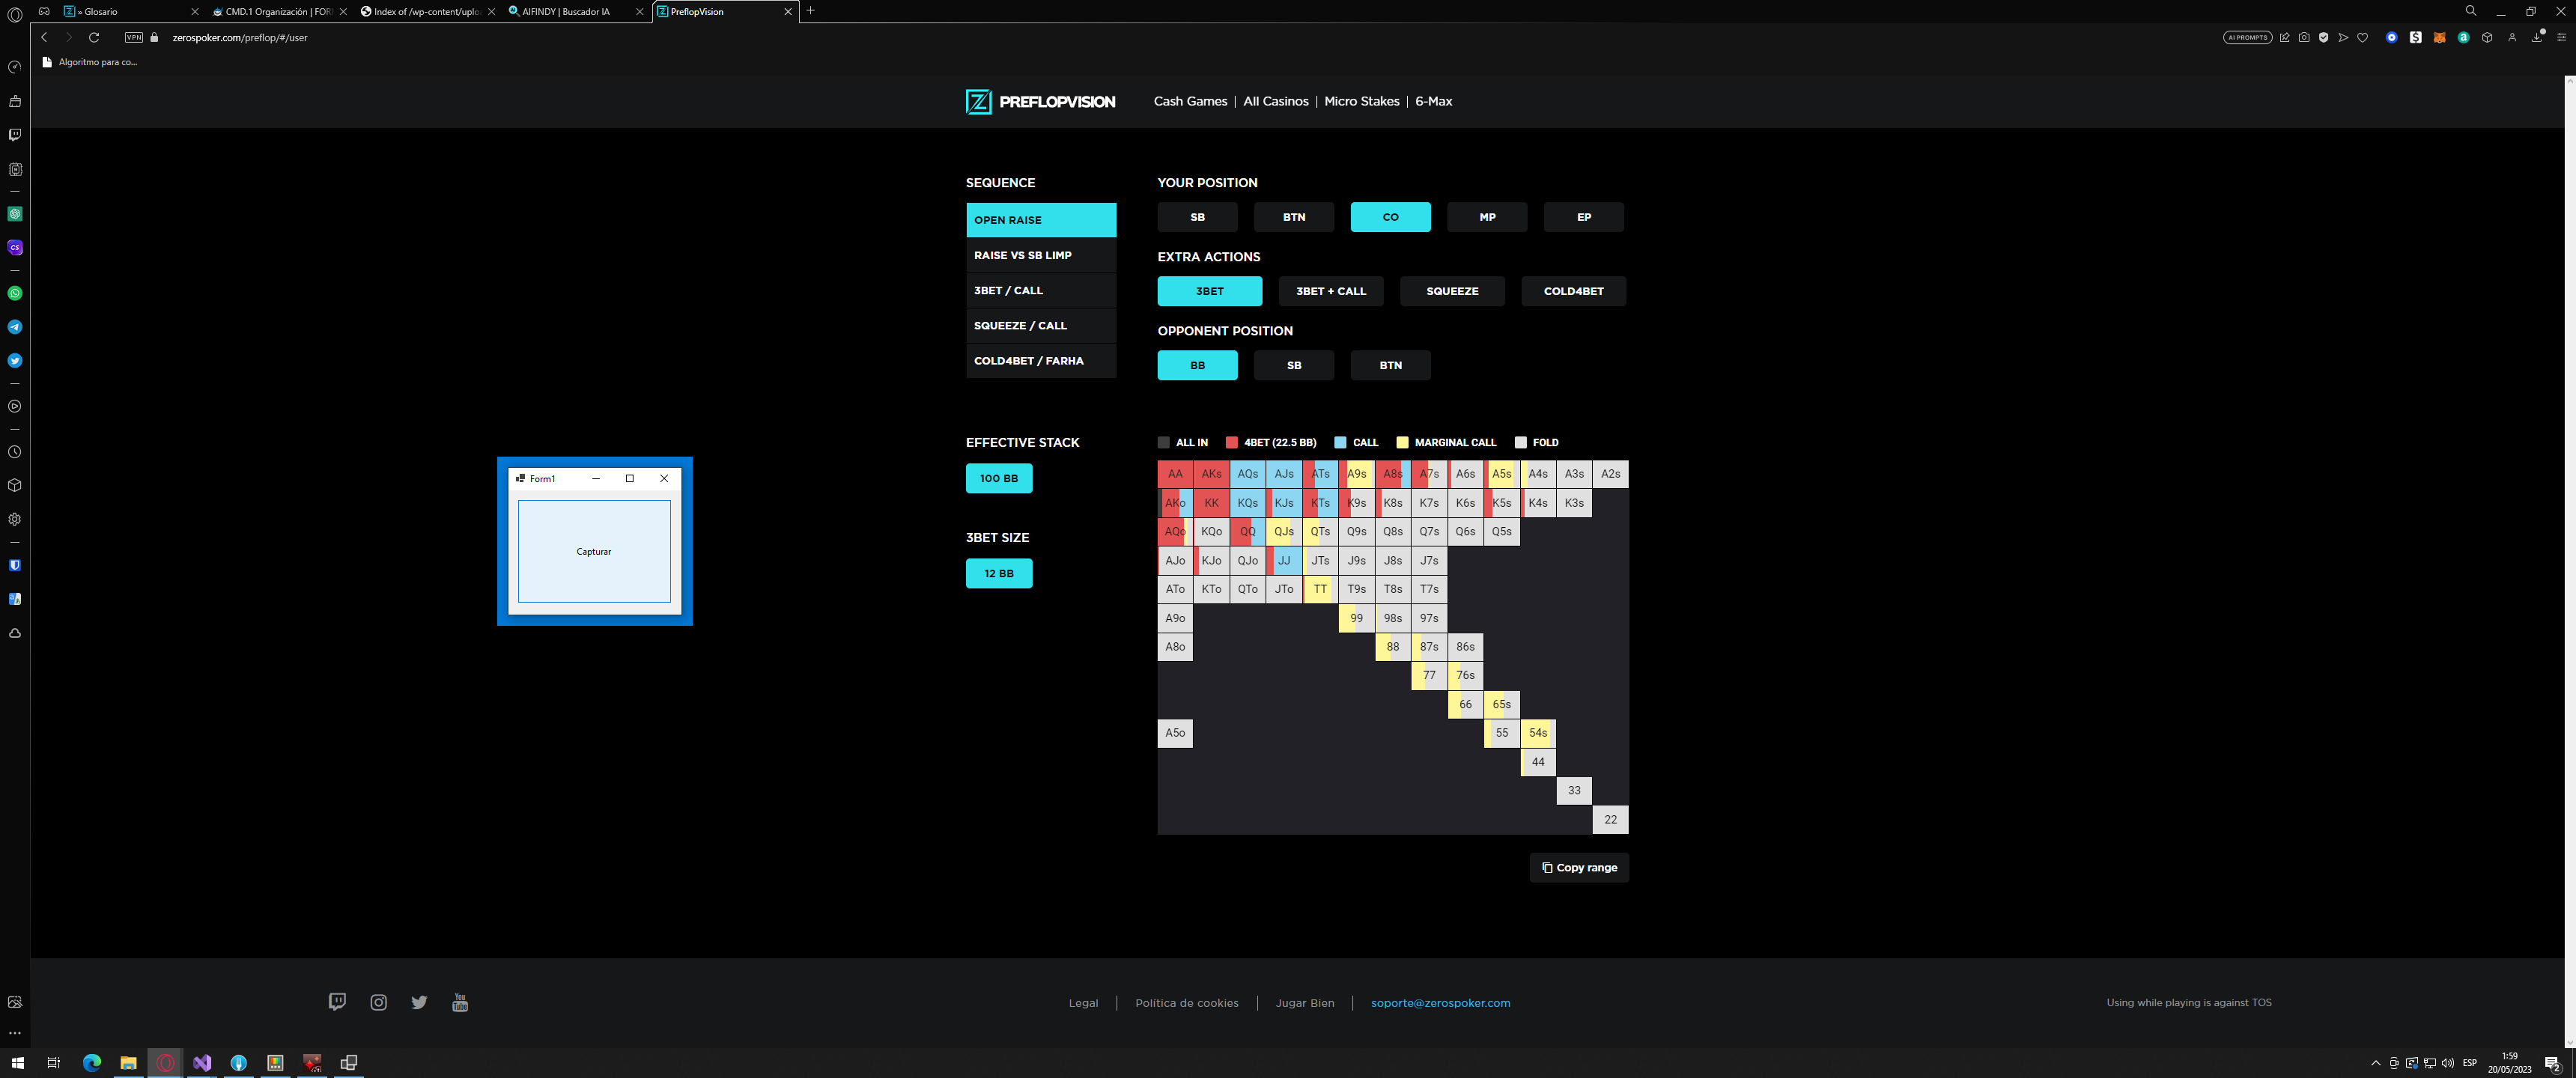 » Glosario
CMD.1 Organización | FOR
Index of /wp-content/uplo
AIFINDY | Buscador IA
PreflopVision
VPN
zerospoker.com/preflop/#/user
AI PROMPTS
Algoritmo para co...
PREFLOPVISION
Cash Games | All Casinos | Micro Stakes | 6-Max
SEQUENCE
OPEN RAISE
RAISE VS SB LIMP
3BET / CALL
SQUEEZE / CALL
COLD4BET / FARHA
YOUR POSITION
SB BTN CO MP EP
EXTRA ACTIONS
3BET 3BET + CALL SQUEEZE COLD4BET
OPPONENT POSITION
BB SB BTN
Form1
Capturar
EFFECTIVE STACK
100 BB
3BET SIZE
12 BB
ALL IN 4BET (22.5 BB) CALL MARGINAL CALL FOLD
AA AKs AQs AJs ATs A9s A8s A7s A6s A5s A4s A3s A2s
AKo KK KQs KJs KTs K9s K8s K7s K6s K5s K4s K3s
AQo KQo QQ QJs QTs Q9s Q8s Q7s Q6s Q5s
AJo KJo QJo JJ JTs J9s J8s J7s
ATo KTo QTo JTo TT T9s T8s T7s
A9o 99 98s 97s
A8o 88 87s 86s
77 76s
66 65s
A5o 55 54s
44
33
22
Copy range
Legal | Política de cookies | Jugar Bien | soporte@zerospoker.com
Using while playing is against TOS
You Tube
ESP
1:59
20/05/2023
2